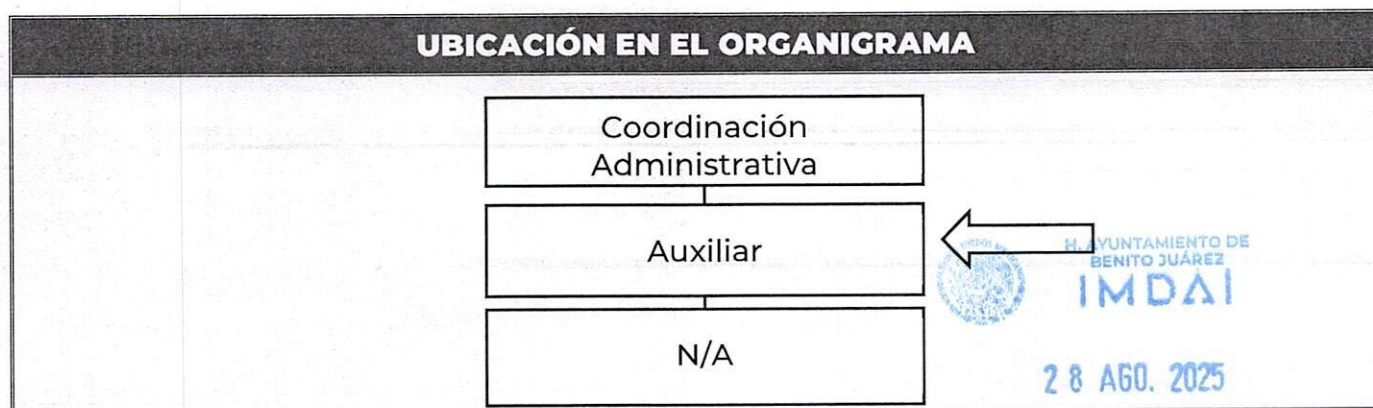 UBICACIÓN EN EL ORGANIGRAMA
Coordinación
Administrativa
Auxiliar
H. AYUNTAMIENTO DE
BENITO JUÁREZ
IMDAI
N/A
28 AGO. 2025